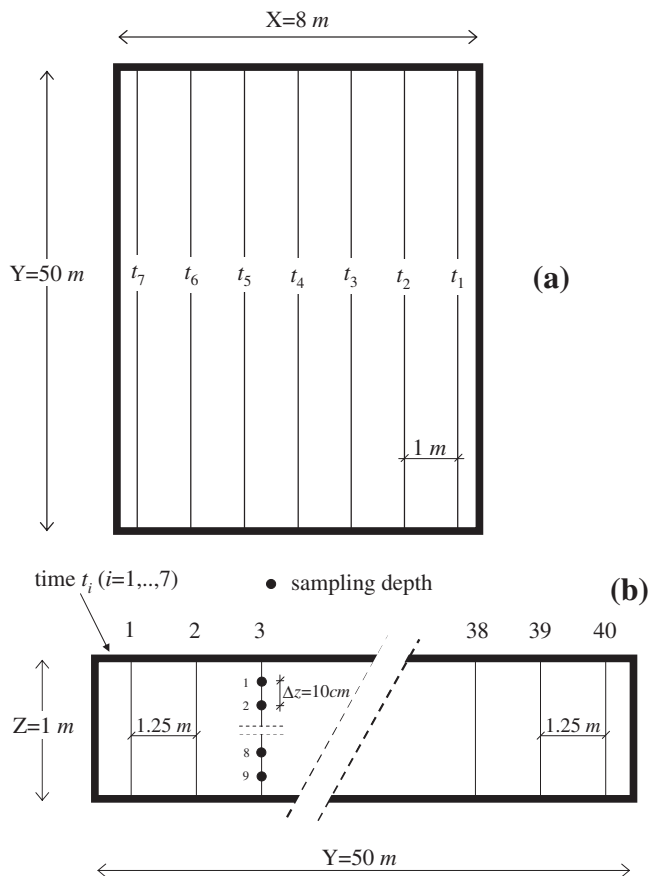 X=8 m
Y=50 m
t7 t6 t5 t4 t3 t2 t1
(a)
1 m
time ti (i=1,..,7)
sampling depth
(b)
1 2 3 38 39 40
1
Δz=10cm
2
Z=1 m
1.25 m
1.25 m
8
9
Y=50 m